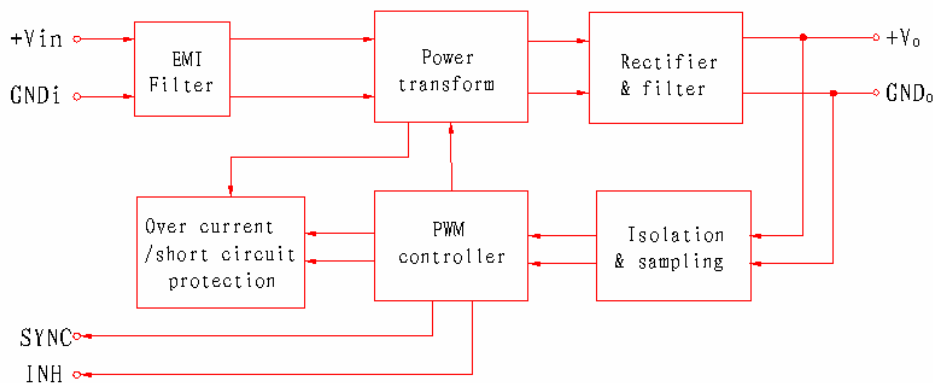 +Vin
GNDi
EMI
Filter
Power
transform
Rectifier
& filter
+Vo
GNDo
Over current
/short circuit
protection
PWM
controller
Isolation
& sampling
SYNC
INH